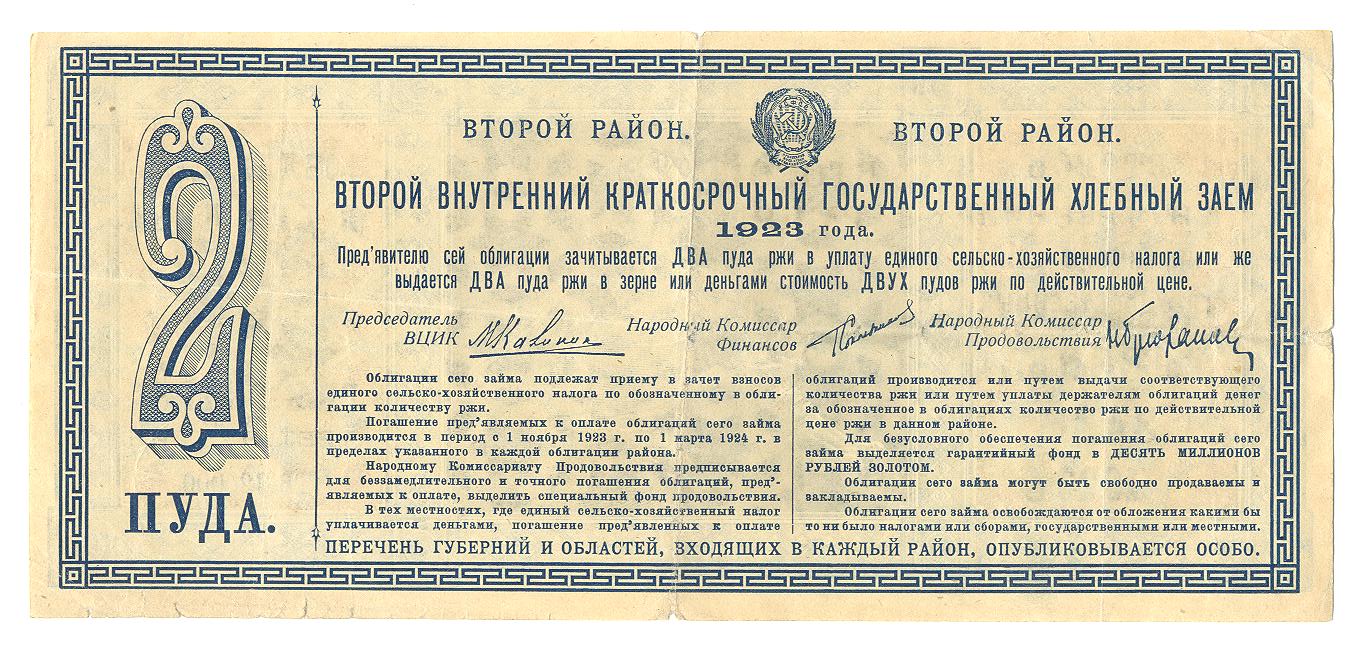 2
ПУДА.
ВТОРОЙ РАЙОН.
ВТОРОЙ РАЙОН.
ВТОРОЙ ВНУТРЕННИЙ КРАТКОСРОЧНЫЙ ГОСУДАРСТВЕННЫЙ ХЛЕБНЫЙ ЗАЕМ
1923 года.
Пред'явителю сей облигации зачитывается ДВА пуда ржи в уплату единого сельско-хозяйственного налога или же
выдается ДВА пуда ржи в зерне или деньгами стоимость ДВУХ пудов ржи по действительной цене.
Председатель
ВЦИК
Народный Комиссар
Финансов
Народный Комиссар
Продовольствия
Облигации сего займа подлежат приему в зачет взносов
единого сельско-хозяйственного налога по обозначенному в обли-
гации количеству ржи.
Погашение пред'являемых к оплате облигаций сего займа
производится в период с 1 ноября 1923 г. по 1 марта 1924 г. в
пределах указанного в каждой облигации района.
Народному Комиссариату Продовольствия предписывается
для беззамедлительного и точного погашения облигаций, пред'-
являемых к оплате, выделить специальный фонд продовольствия.
В тех местностях, где единый сельско-хозяйственный налог
уплачивается деньгами, погашение пред'явленных к оплате
облигаций производится или путем выдачи соответствующего
количества ржи или путем уплаты держателям облигаций денег
за обозначенное в облигациях количество ржи по действительной
цене ржи в данном районе.
Для безусловного обеспечения погашения облигаций сего
займа выделяется гарантийный фонд в ДЕСЯТЬ МИЛЛИОНОВ
РУБЛЕЙ ЗОЛОТОМ.
Облигации сего займа могут быть свободно продаваемы и
закладываемы.
Облигации сего займа освобождаются от обложения какими бы
то ни было налогами или сборами, государственными или местными.
ПЕРЕЧЕНЬ ГУБЕРНИЙ И ОБЛАСТЕЙ, ВХОДЯЩИХ В КАЖДЫЙ РАЙОН, ОПУБЛИКОВЫВАЕТСЯ ОСОБО.